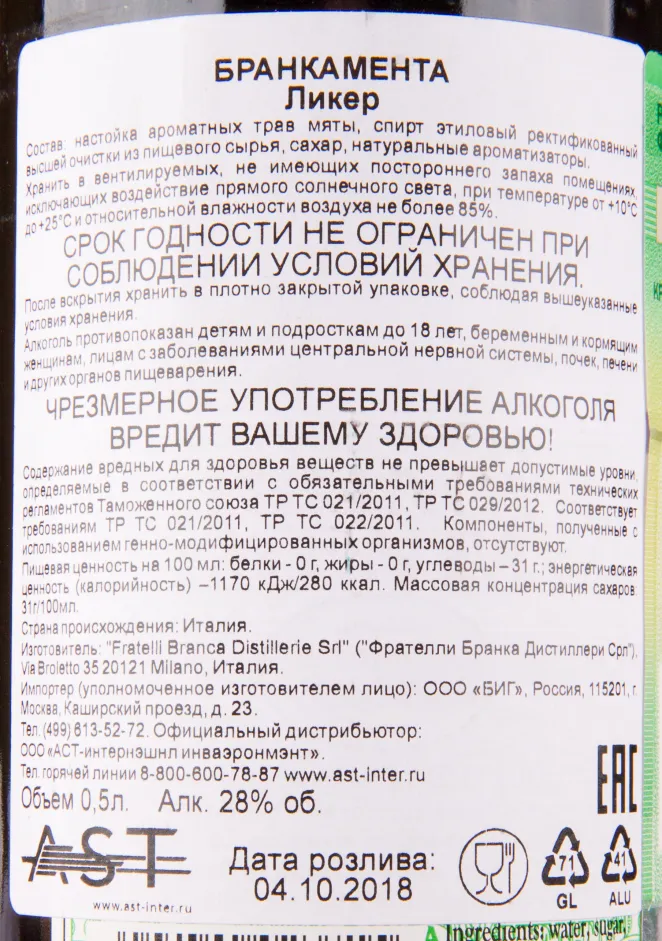 БРАНКАМЕНТА
Ликер
Состав: настойка ароматных трав мяты, спирт этиловый ректификованный
высшей очистки из пищевого сырья, сахар, натуральные ароматизаторы.
Хранить в вентилируемых, не имеющих постороннего запаха помещениях,
исключающих воздействие прямого солнечного света, при температуре от +10°С
до +25°С и относительной влажности воздуха не более 85%.
СРОК ГОДНОСТИ НЕ ОГРАНИЧЕН ПРИ
СОБЛЮДЕНИИ УСЛОВИЙ ХРАНЕНИЯ.
После вскрытия хранить в плотно закрытой упаковке, соблюдая вышеуказанные
условия хранения.
Алкоголь противопоказан детям и подросткам до 18 лет, беременным и кормящим
женщинам, лицам с заболеваниями центральной нервной системы, почек, печени
и других органов пищеварения.
ЧРЕЗМЕРНОЕ УПОТРЕБЛЕНИЕ АЛКОГОЛЯ
ВРЕДИТ ВАШЕМУ ЗДОРОВЬЮ!
Содержание вредных для здоровья веществ не превышает допустимые уровни,
определяемые в соответствии с обязательными требованиями технических
регламентов Таможенного союза ТР ТС 021/2011, ТР ТС 029/2012. Соответствует
требованиям ТР ТС 021/2011, ТР ТС 022/2011. Компоненты, полученные с
использованием генно-модифицированных организмов, отсутствуют.
Пищевая ценность на 100 мл: белки - 0 г, жиры - 0 г, углеводы – 31 г.; энергетическая
ценность (калорийность) –1170 кДж/280 ккал. Массовая концентрация сахаров
31г/100мл.
Страна происхождения: Италия.
Изготовитель: "Fratelli Branca Distillerie Srl" ("Фрателли Бранка Дистиллери Срл"),
Via Broletto 35 20121 Milano, Италия.
Импортер (уполномоченное изготовителем лицо): ООО «БИГ», Россия, 115201, г.
Москва, Каширский проезд, д. 23.
Тел. (499) 613-52-72. Официальный дистрибьютор:
ООО «АСТ-интернэшнл инваэронмэнт».
Тел. горячей линии 8-800-600-78-87 www.ast-inter.ru
Объем 0,5л. Алк. 28% об.
EAC
AST
www.ast-inter.ru
Дата розлива:
04.10.2018
71
GL
41
ALU
Ingredients: water, sugar,